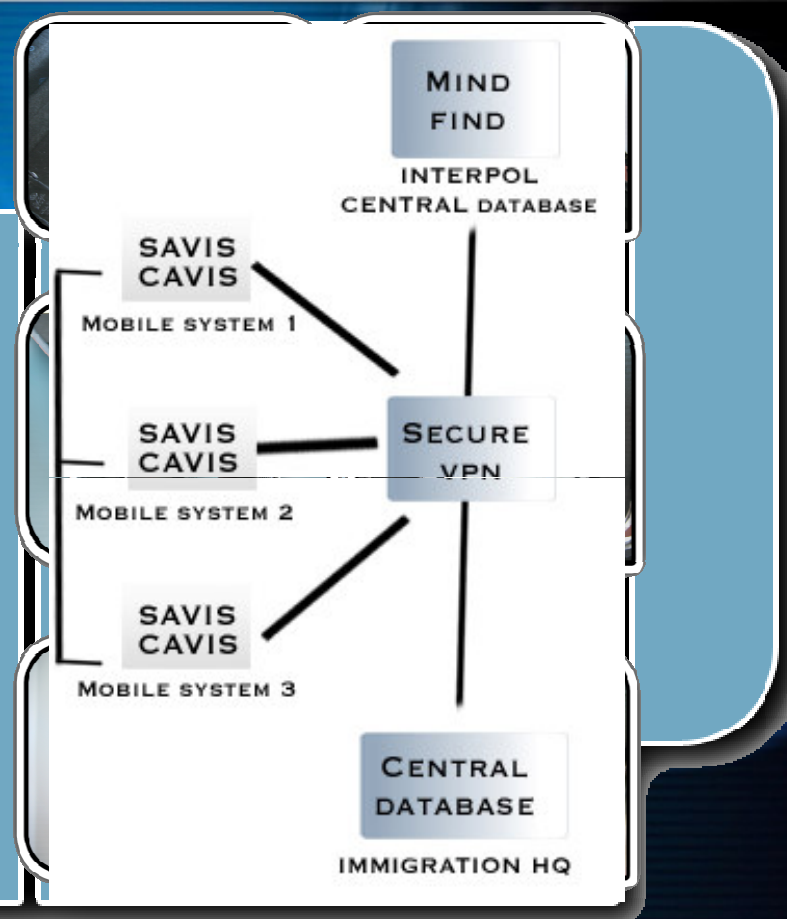 MIND
FIND
INTERPOL
CENTRAL DATABASE
SAVIS
CAVIS
MOBILE SYSTEM 1
SAVIS
CAVIS
MOBILE SYSTEM 2
SECURE
VPN
SAVIS
CAVIS
MOBILE SYSTEM 3
CENTRAL
DATABASE
IMMIGRATION HQ